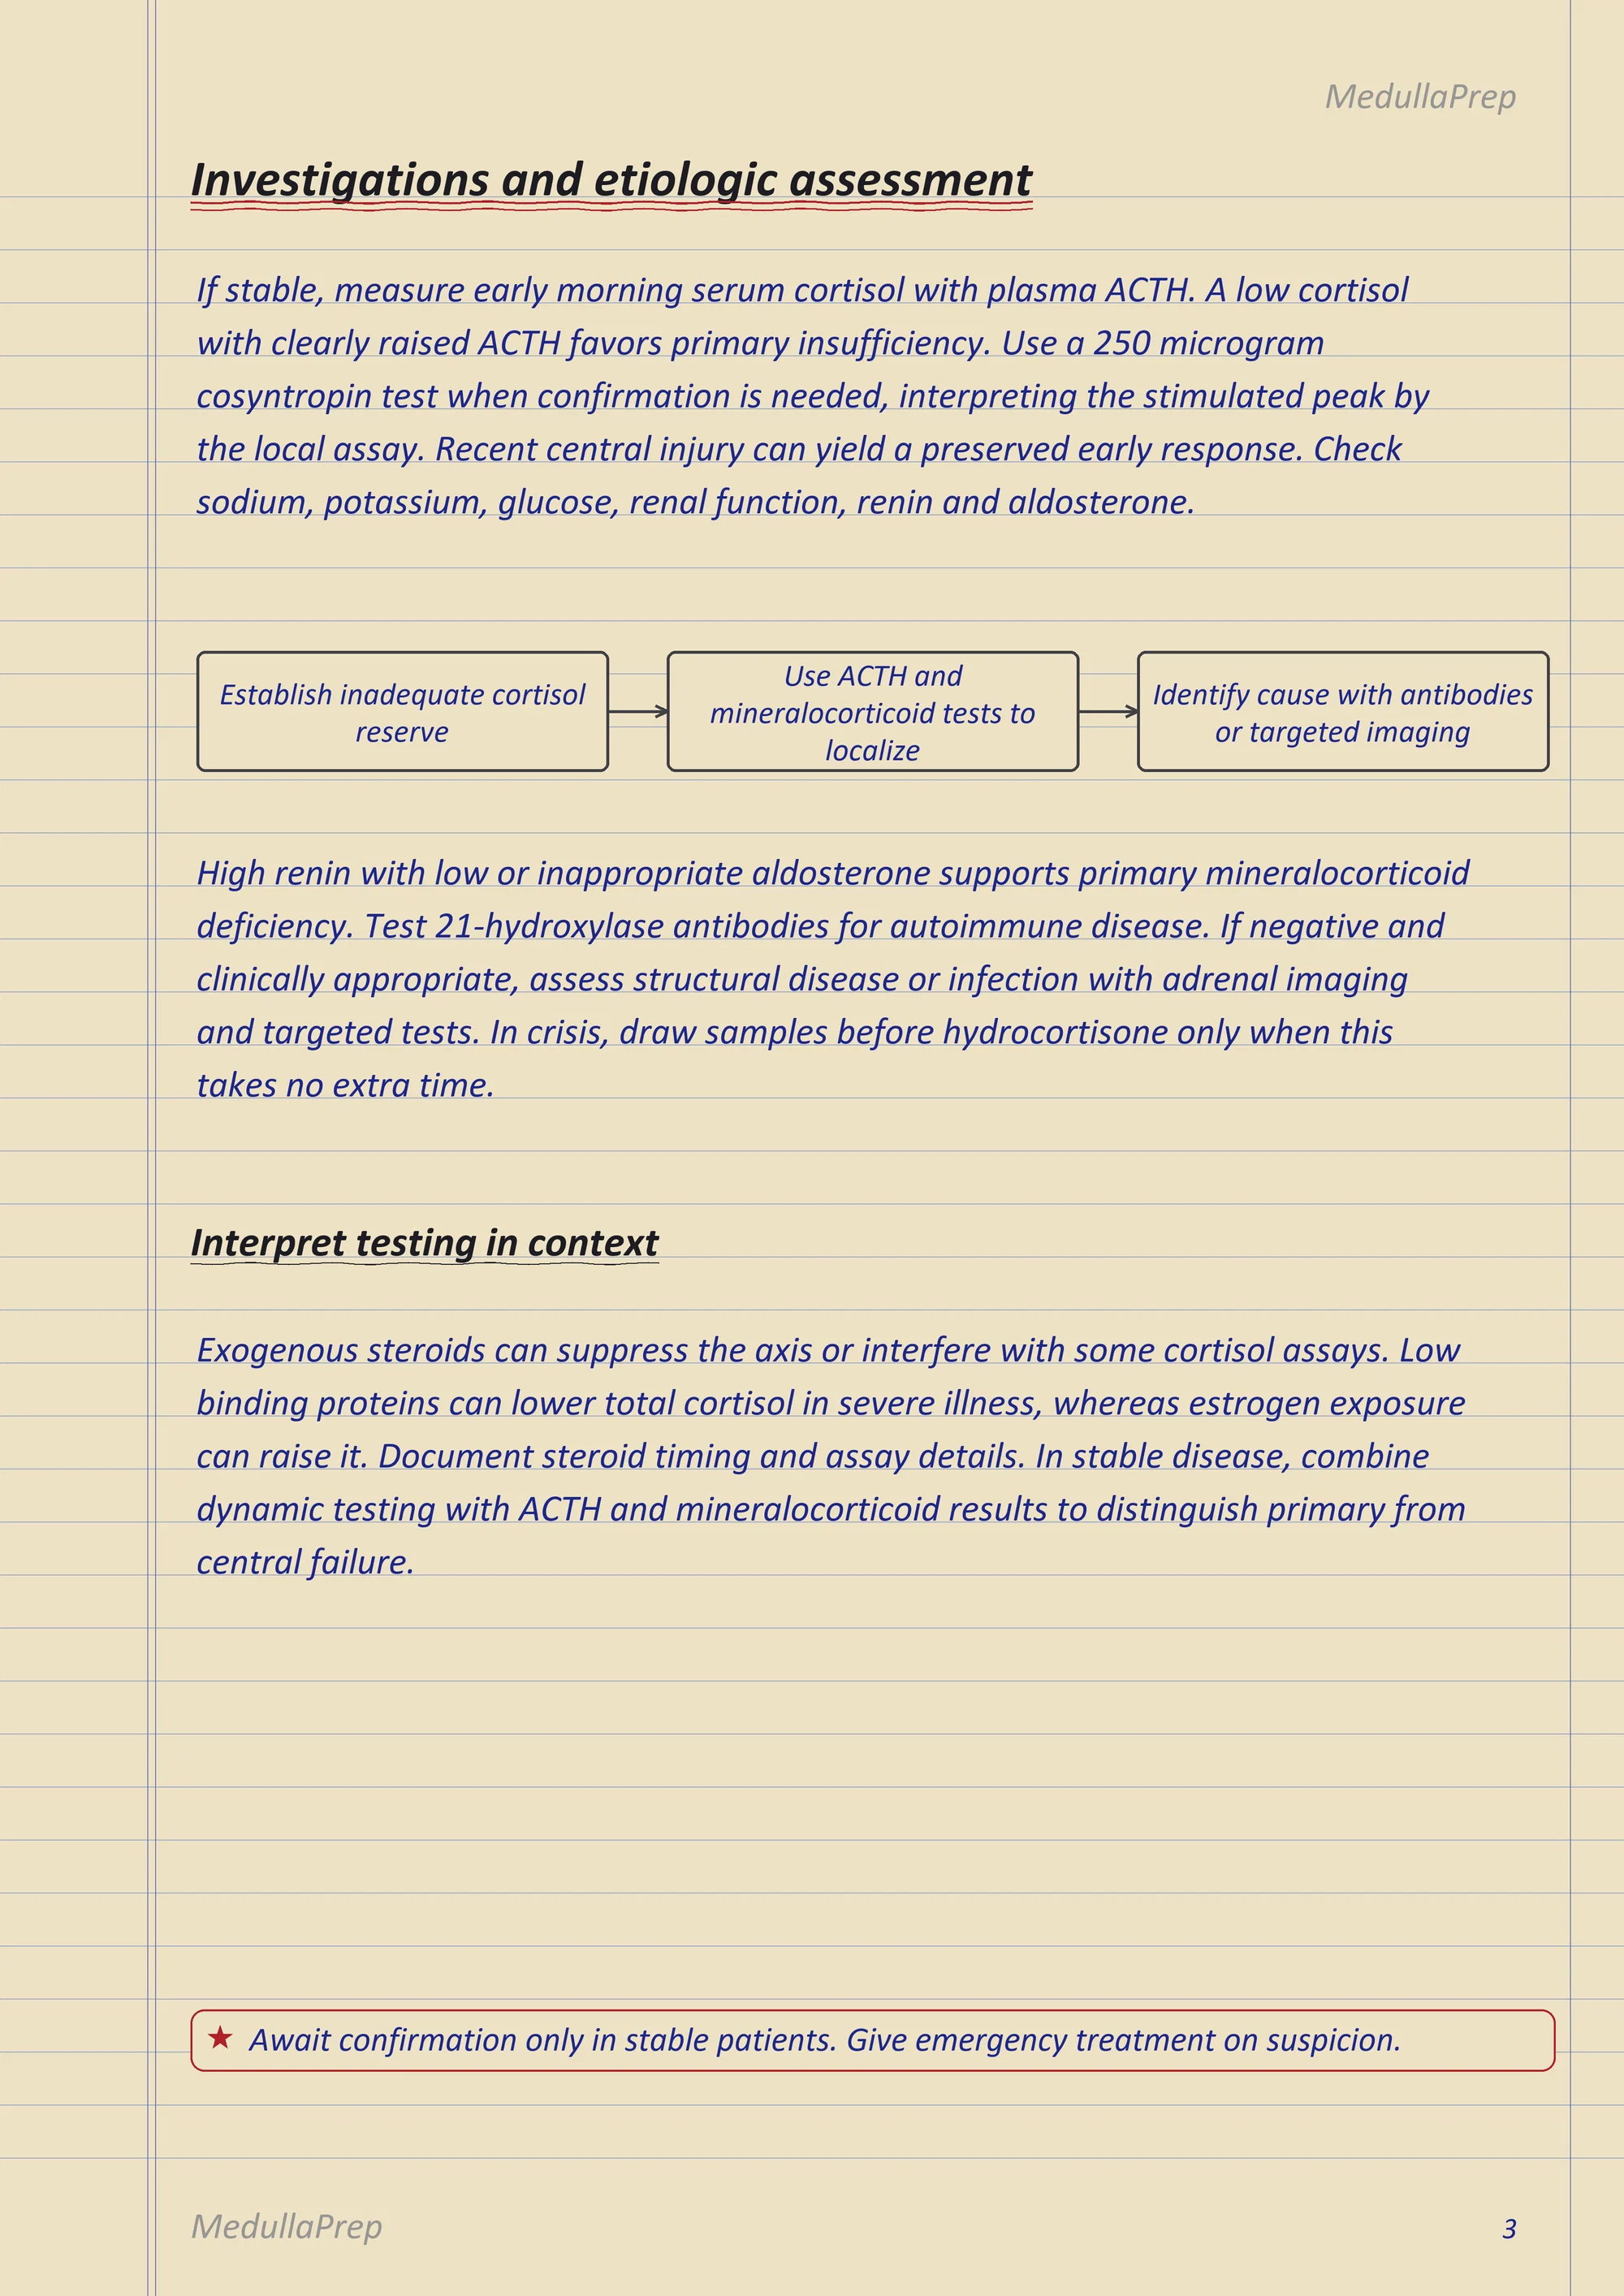 MedullaPrep
Investigations and etiologic assessment
If stable, measure early morning serum cortisol with plasma ACTH. A low cortisol
with clearly raised ACTH favors primary insufficiency. Use a 250 microgram
cosyntropin test when confirmation is needed, interpreting the stimulated peak by
the local assay. Recent central injury can yield a preserved early response. Check
sodium, potassium, glucose, renal function, renin and aldosterone.
Establish inadequate cortisol
reserve
Use ACTH and
mineralocorticoid tests to
localize
Identify cause with antibodies
or targeted imaging
High renin with low or inappropriate aldosterone supports primary mineralocorticoid
deficiency. Test 21-hydroxylase antibodies for autoimmune disease. If negative and
clinically appropriate, assess structural disease or infection with adrenal imaging
and targeted tests. In crisis, draw samples before hydrocortisone only when this
takes no extra time.
Interpret testing in context
Exogenous steroids can suppress the axis or interfere with some cortisol assays. Low
binding proteins can lower total cortisol in severe illness, whereas estrogen exposure
can raise it. Document steroid timing and assay details. In stable disease, combine
dynamic testing with ACTH and mineralocorticoid results to distinguish primary from
central failure.
★ Await confirmation only in stable patients. Give emergency treatment on suspicion.
MedullaPrep
3